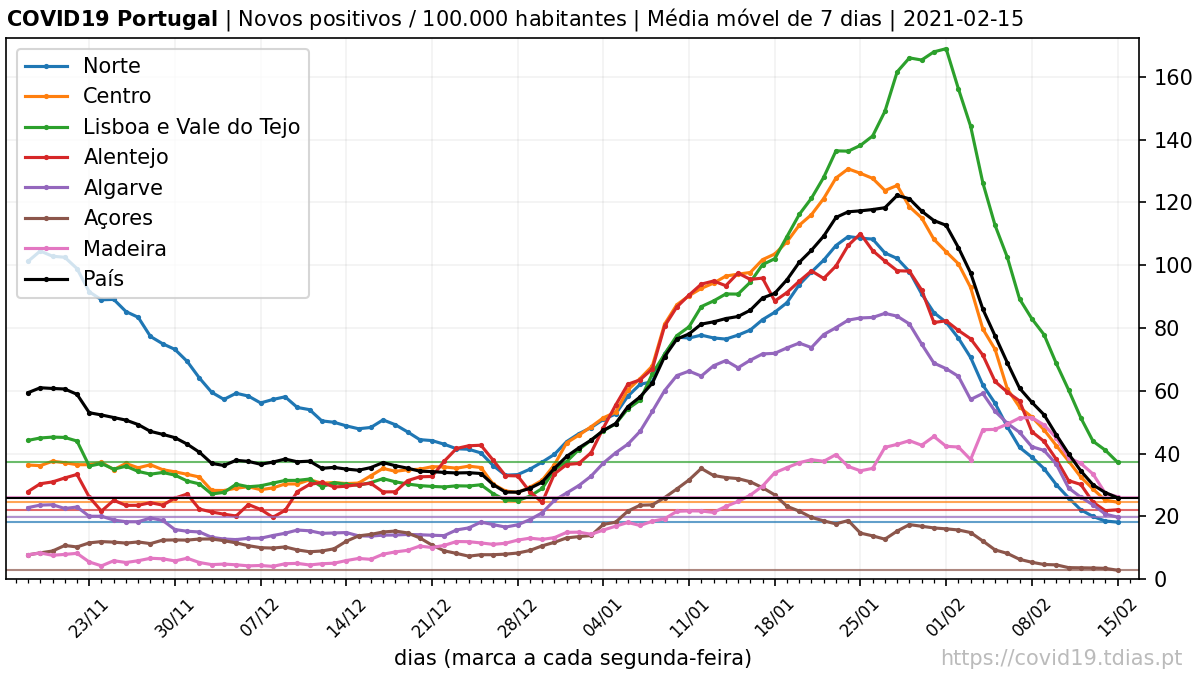 COVID19 Portugal | Novos positivos / 100.000 habitantes | Média móvel de 7 dias | 2021-02-15
Norte
Centro
Lisboa e Vale do Tejo
Alentejo
Algarve
Açores
Madeira
País
160
140
120
100
80
60
40
20
0
23/11
30/11
07/12
14/12
21/12
28/12
04/01
11/01
18/01
25/01
01/02
08/02
15/02
dias (marca a cada segunda-feira)
https://covid19.tdias.pt